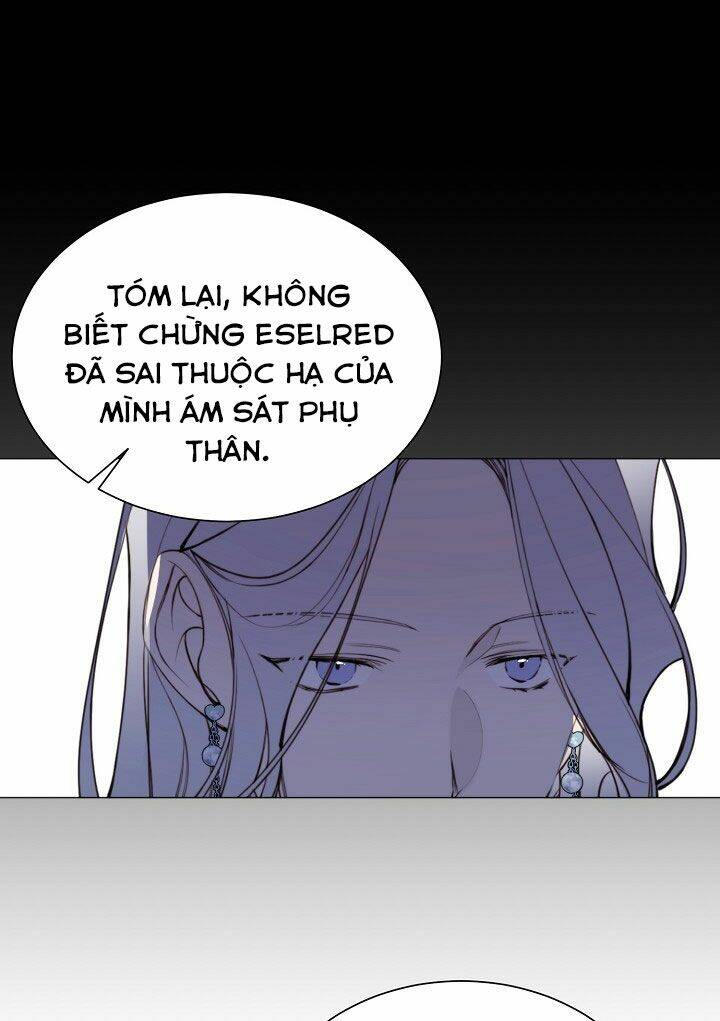 TÓM LẠI, KHÔNG
BIẾT CHỪNG ESELRED
ĐÃ SAI THUỘC HẠ CỦA
MÌNH ÁM SÁT PHỤ
THÂN.